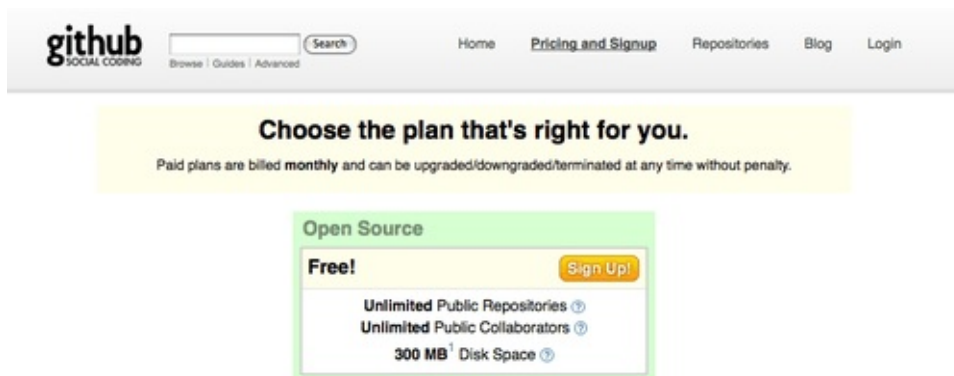 github
SOCIAL CODING
Search
Browse | Guides | Advanced
Home Pricing and Signup Repositories Blog Login
Choose the plan that's right for you.
Paid plans are billed monthly and can be upgraded/downgraded/terminated at any time without penalty.
Open Source
Free! Sign Up!
Unlimited Public Repositories ?
Unlimited Public Collaborators ?
300 MB¹ Disk Space ?